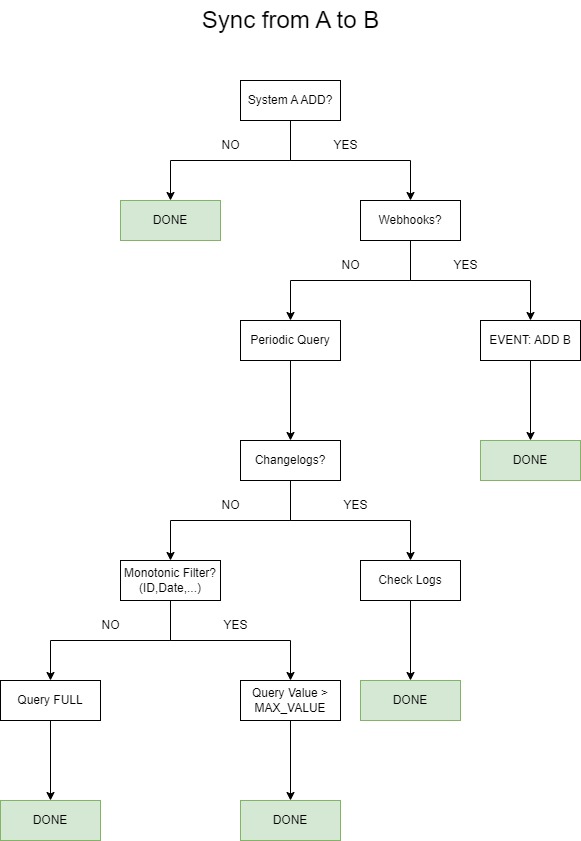 Sync from A to B
System A ADD?
NO
YES
DONE
Webhooks?
NO
YES
Periodic Query
EVENT: ADD B
Changelogs?
DONE
NO
YES
Monotonic Filter?
(ID,Date,...)
Check Logs
NO
YES
Query FULL
Query Value >
MAX_VALUE
DONE
DONE
DONE